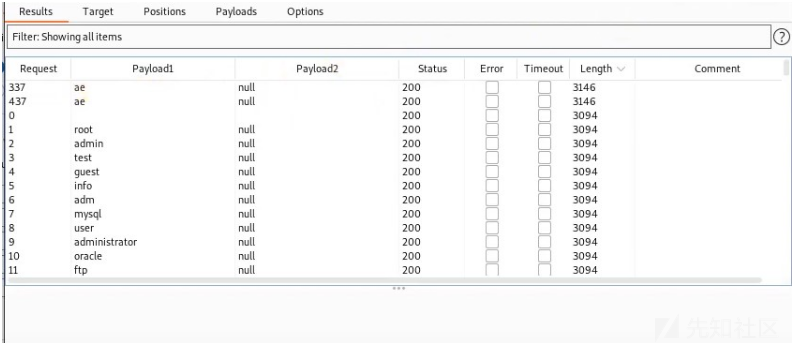 Results Target Positions Payloads Options
Filter: Showing all items ?
Request Payload1 Payload2 Status Error Timeout Length Comment
337 ae null 200 3146
437 ae null 200 3146
0 200 3094
1 root null 200 3094
2 admin null 200 3094
3 test null 200 3094
4 guest null 200 3094
5 info null 200 3094
6 adm null 200 3094
7 mysql null 200 3094
8 user null 200 3094
9 administrator null 200 3094
10 oracle null 200 3094
11 ftp null 200 3094
先知社区